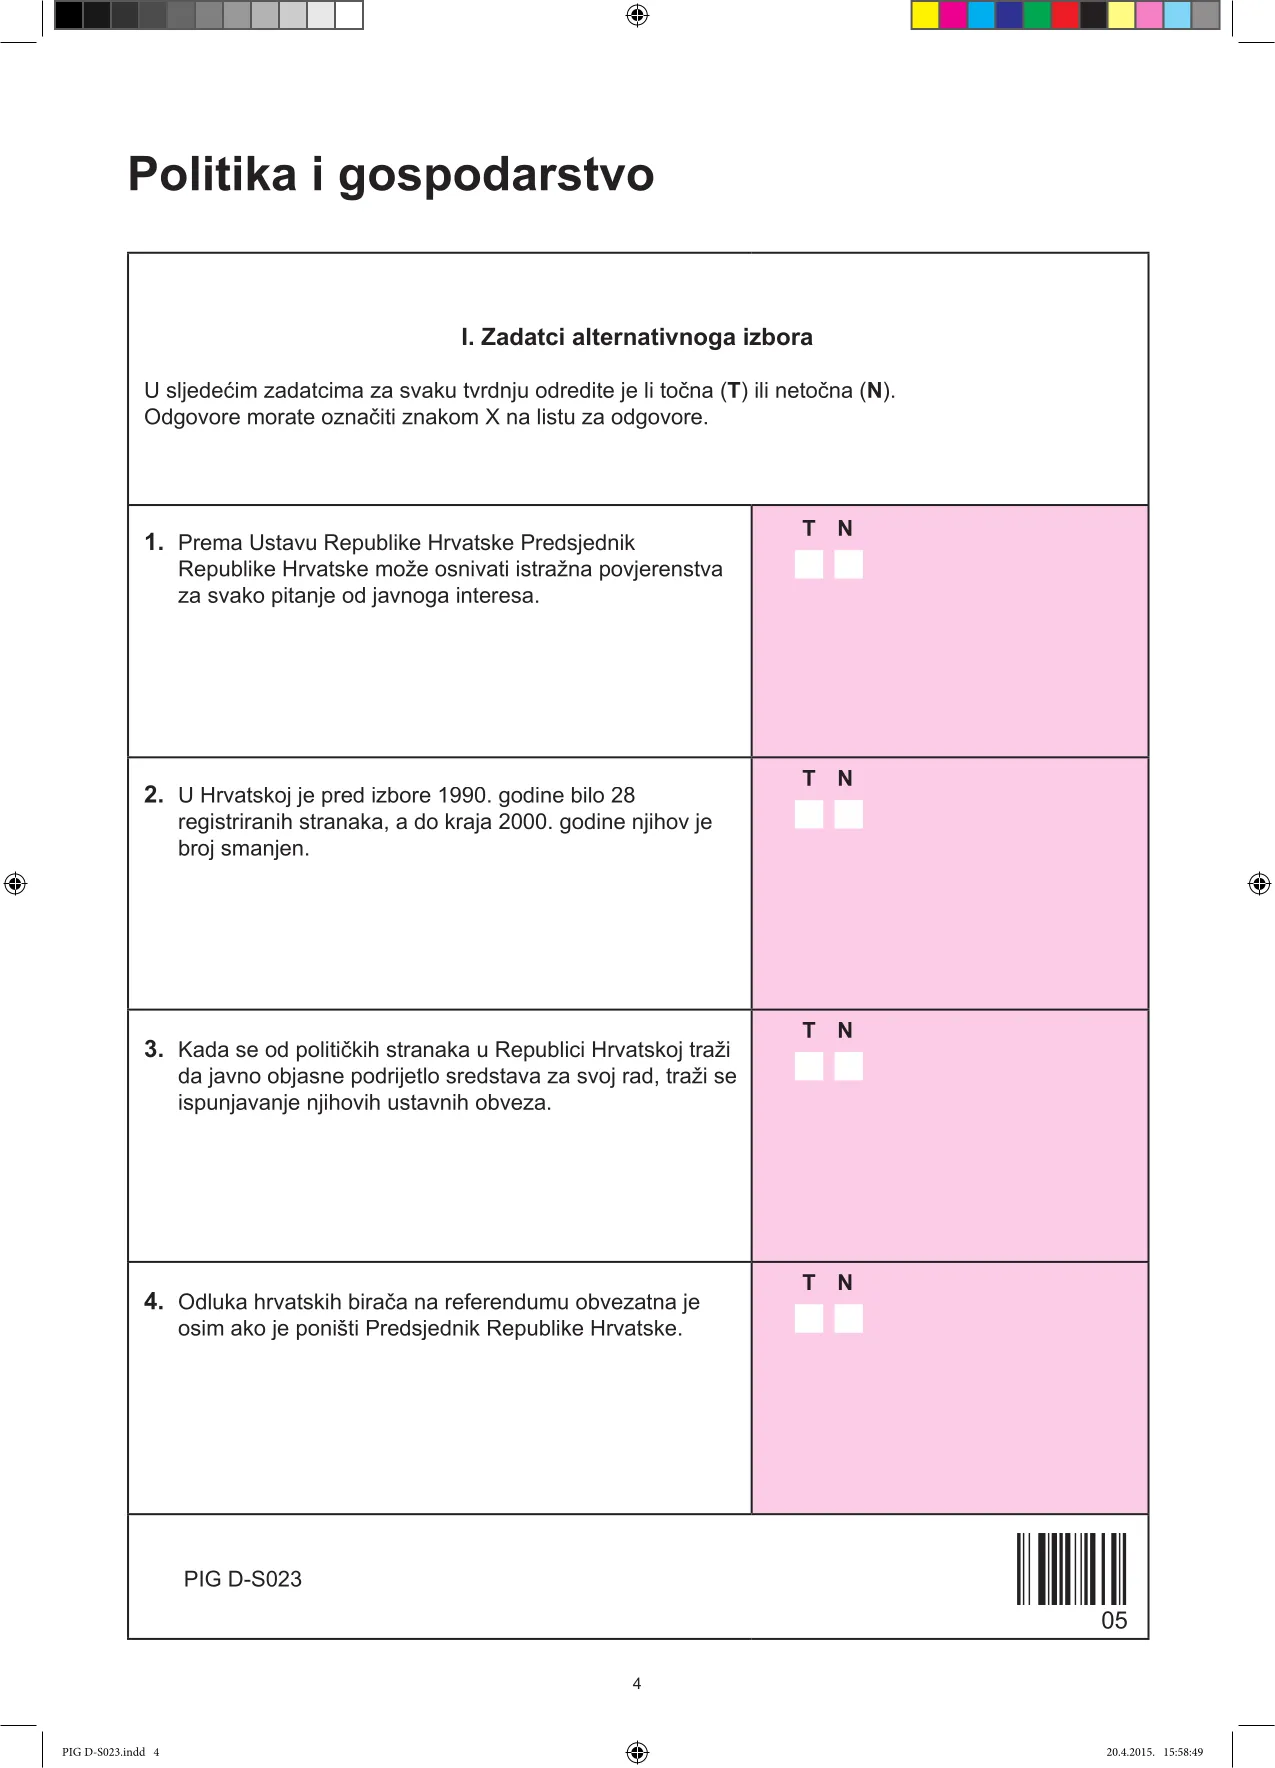 Politika i gospodarstvo
I. Zadatci alternativnoga izbora
U sljedećim zadatcima za svaku tvrdnju odredite je li točna (T) ili netočna (N).
Odgovore morate označiti znakom X na listu za odgovore.
1. Prema Ustavu Republike Hrvatske Predsjednik
Republike Hrvatske može osnivati istražna povjerenstva
za svako pitanje od javnoga interesa.
T N
2. U Hrvatskoj je pred izbore 1990. godine bilo 28
registriranih stranaka, a do kraja 2000. godine njihov je
broj smanjen.
T N
3. Kada se od političkih stranaka u Republici Hrvatskoj traži
da javno objasne podrijetlo sredstava za svoj rad, traži se
ispunjavanje njihovih ustavnih obveza.
T N
4. Odluka hrvatskih birača na referendumu obvezatna je
osim ako je poništi Predsjednik Republike Hrvatske.
T N
PIG D-S023
05
4
PIG D-S023.indd 4
20.4.2015. 15:58:49